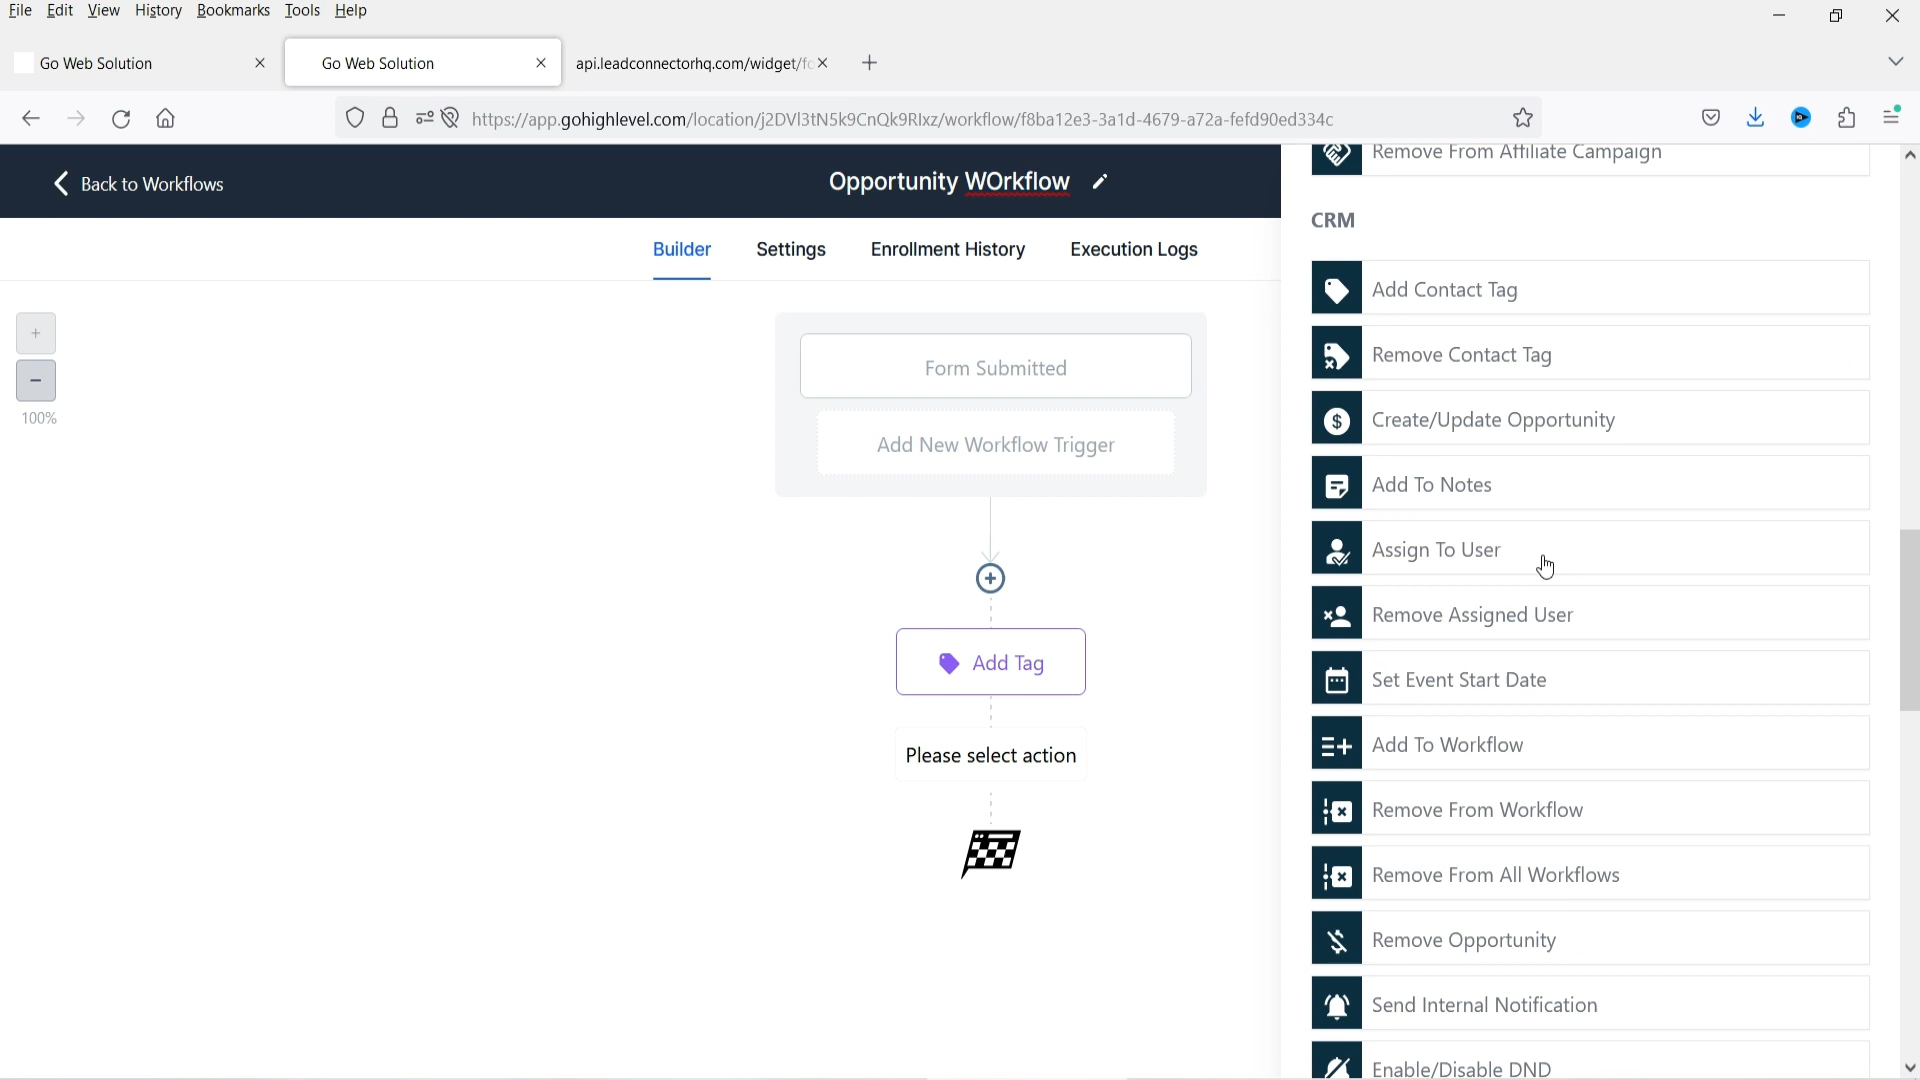 File Edit View History Bookmarks Tools Help
Go Web Solution
Go Web Solution
api.leadconnectorhq.com/widget/fo
https://app.gohighlevel.com/location/j2DVl3tN5k9CnQk9Rlxz/workflow/f8ba12e3-3a1d-4679-a72a-fefd90ed334c
Back to Workflows
Opportunity WOrkflow
Builder Settings Enrollment History Execution Logs
+
−
100%
Form Submitted
Add New Workflow Trigger
Add Tag
Please select action
Remove From Affiliate Campaign
CRM
Add Contact Tag
Remove Contact Tag
Create/Update Opportunity
Add To Notes
Assign To User
Remove Assigned User
Set Event Start Date
Add To Workflow
Remove From Workflow
Remove From All Workflows
Remove Opportunity
Send Internal Notification
Enable/Disable DND